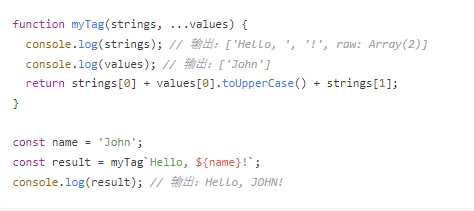 function myTag(strings, ...values) {
  console.log(strings); // 输出：['Hello, ', '!', raw: Array(2)]
  console.log(values); // 输出：['John']
  return strings[0] + values[0].toUpperCase() + strings[1];
}

const name = 'John';
const result = myTag`Hello, ${name}!`;
console.log(result); // 输出：Hello, JOHN!